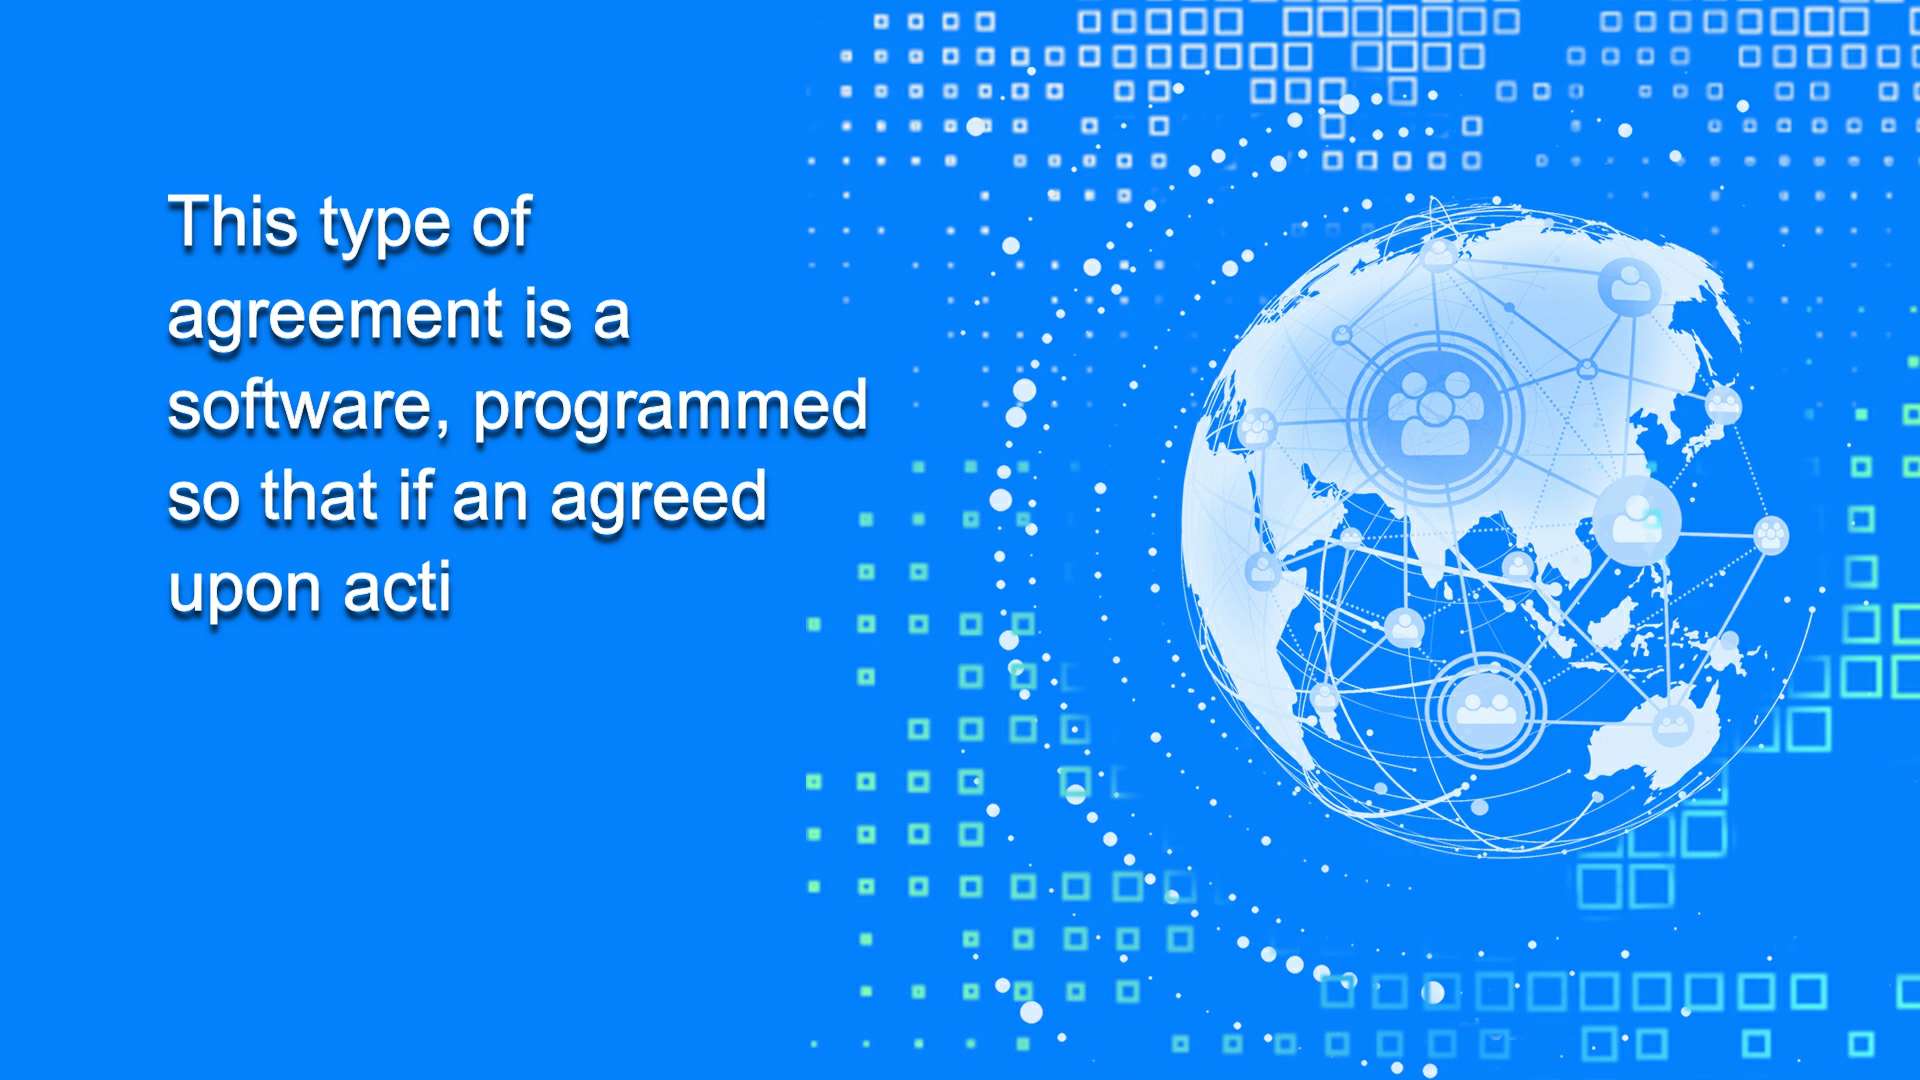 This type of
agreement is a
software, programmed
so that if an agreed
upon acti